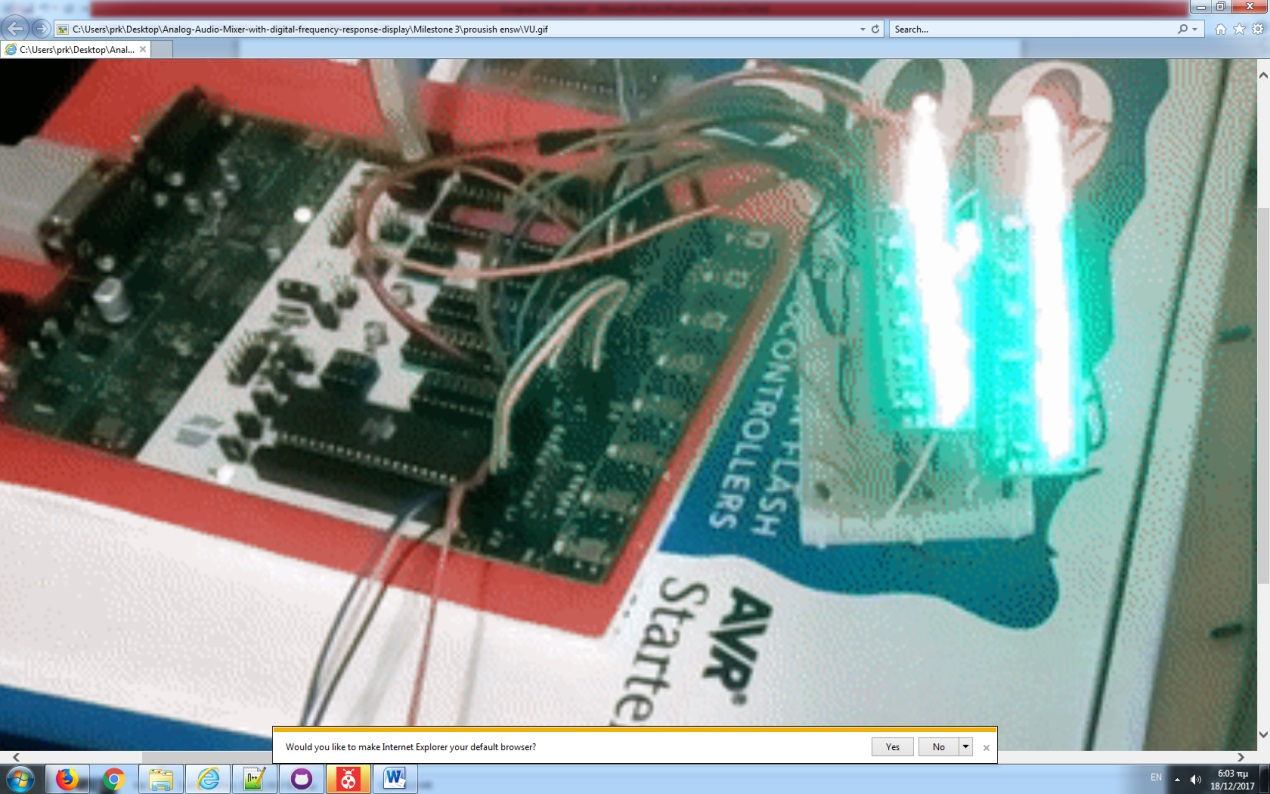 C:\Users\prk\Desktop\Analog-Audio-Mixer-with-digital-frequency-response-display\Milestone 3\prousish ensw\VU.gif
Search...
C:\Users\prk\Desktop\Anal...
FLASH
CONTROLLERS
AVR®
Starte
Would you like to make Internet Explorer your default browser?
Yes
No
EN
6:03 πμ
18/12/2017